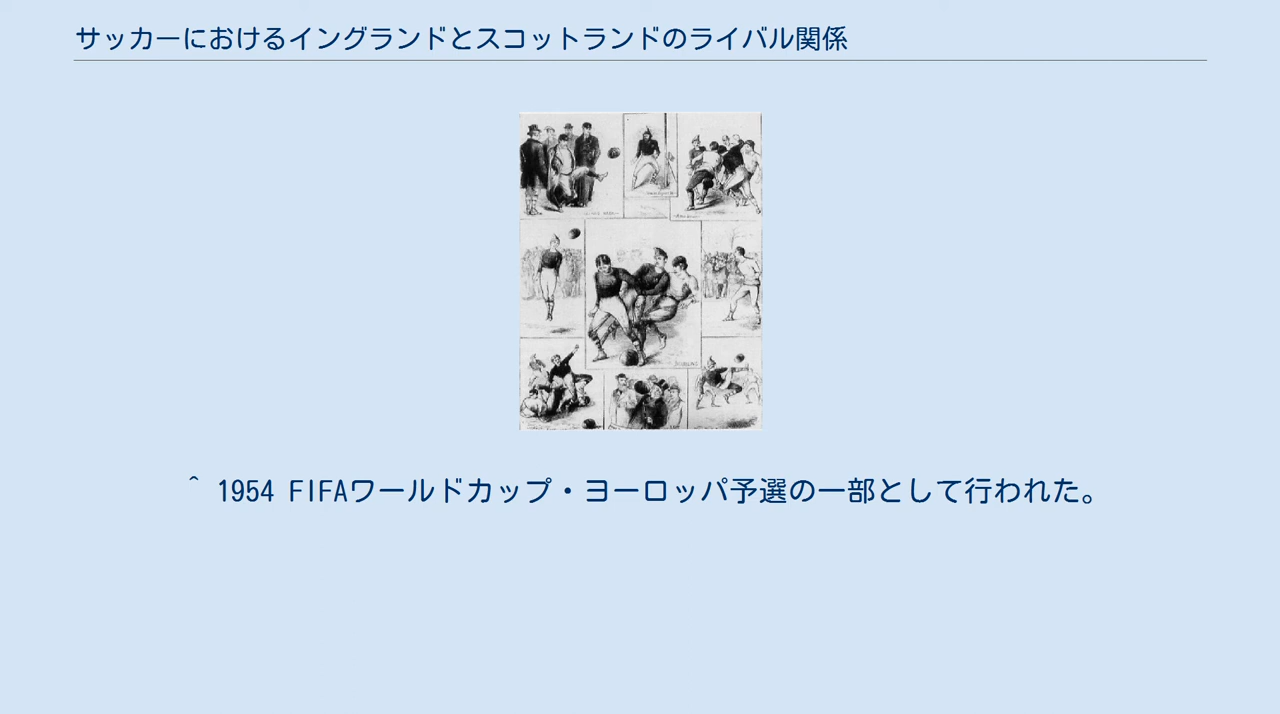 サッカーにおけるイングランドとスコットランドのライバル関係
^ 1954 FIFAワールドカップ・ヨーロッパ予選の一部として行われた。